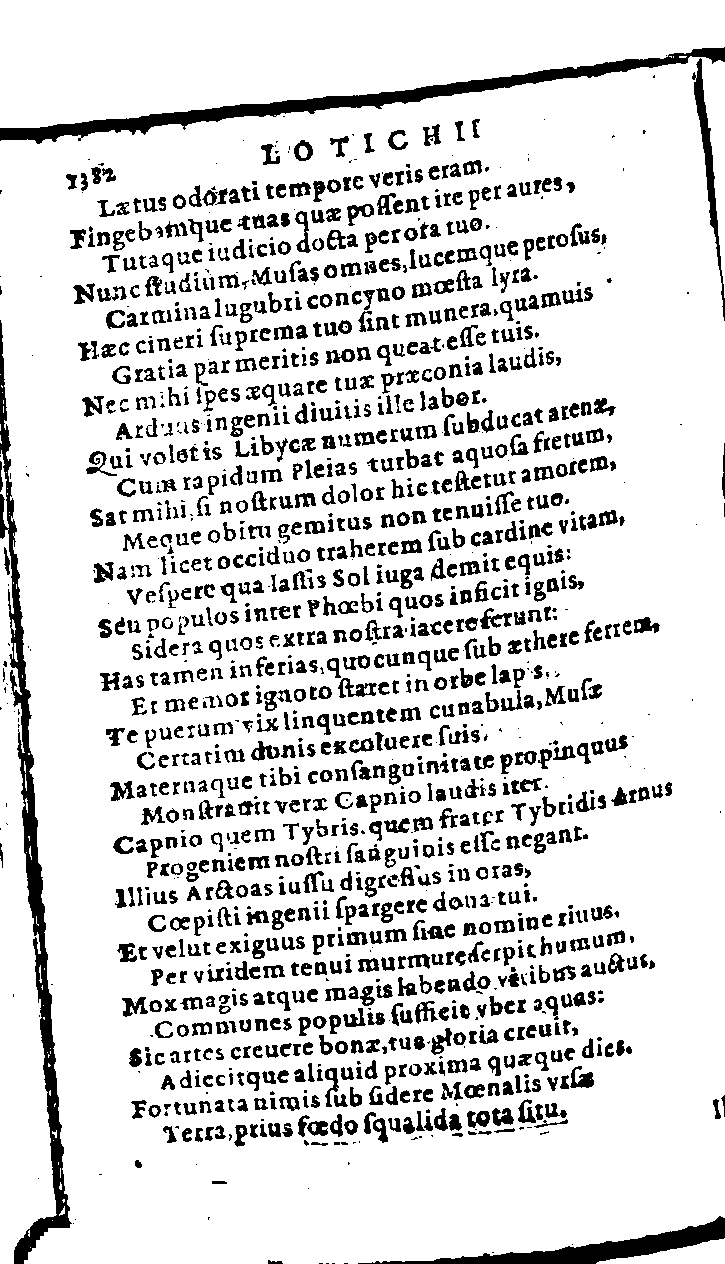 1382 LOTICHII
Lætus odorati tempore veris eram.
Fingebamque tuas quæ poſſent ire per aures,
Tutaque iudicio docta perota tuo.
Nunc ſtudium, Muſas omnes, lucemque peroſus,
Carmina lugubri concyno mœſta lyra.
Hæc cineri ſuprema tuo ſint munera, quamuis
Gratia par meritis non queat eſſe tuis.
Nec mihi ſpes æquare tuæ præconia laudis,
Arduus ingenii diuitis ille labor.
Qui volet is Libycæ numerum ſubducat arenæ,
Cum rapidum Pleias turbat aquoſa fretum,
Sat mihi, ſi noſtrum dolor hic teſtetur amorem,
Meque obitu gemitus non tenuiſſe tuo.
Nam licet occiduo traherem ſub cardine vitam,
Veſpere qua laſſis Sol iuga demit equis:
Seu populos inter Phœbi quos inficit ignis,
Sidera quos extra noſtra iacere ferunt:
Has tamen inferias, quocunque ſub æthere ferrem,
Et memor ignoto ſtaret in orbe lapis.
Te puerum vix linquentem cunabula, Muſæ
Certatim donis excoluere ſuis.
Maternaque tibi conſanguinitate propinquus
Monſtrauit veræ Capnio laudis iter.
Capnio quem Tybris, quem frater Tybridis Arnus
Progeniem noſtri ſanguinis eſſe negant.
Illius Arctoas iuſſu digreſſus in oras,
Cœpiſti ingenii ſpargere dona tui.
Et velut exiguus primum ſine nomine riuus,
Per viridem tenui murmure ſerpit humum,
Mox magis atque magis labendo viribus auctus,
Communes populis ſufficit vber aquas:
Sic artes creuere bonæ, tua gloria creuit,
Adiecitque aliquid proxima quæque dies.
Fortunata nimis ſub ſidere Mœnalis vrſæ
Terra, prius fœdo ſqualida tota ſitu.